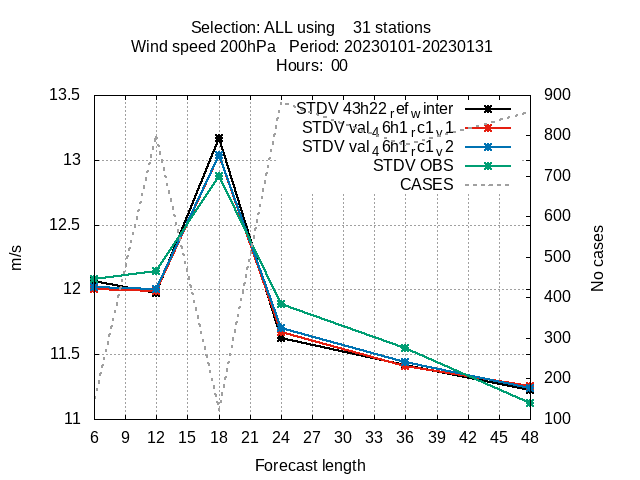 Selection: ALL using    31 stations
Wind speed 200hPa   Period: 20230101-20230131
Hours:  00
STDV 43h22_ref_winter
STDV val_46h1_rc1_v1
STDV val_46h1_rc1_v2
STDV OBS
CASES
13.5
13
12.5
12
11.5
11
m/s
900
800
700
600
500
400
300
200
100
No cases
6 9 12 15 18 21 24 27 30 33 36 39 42 45 48
Forecast length